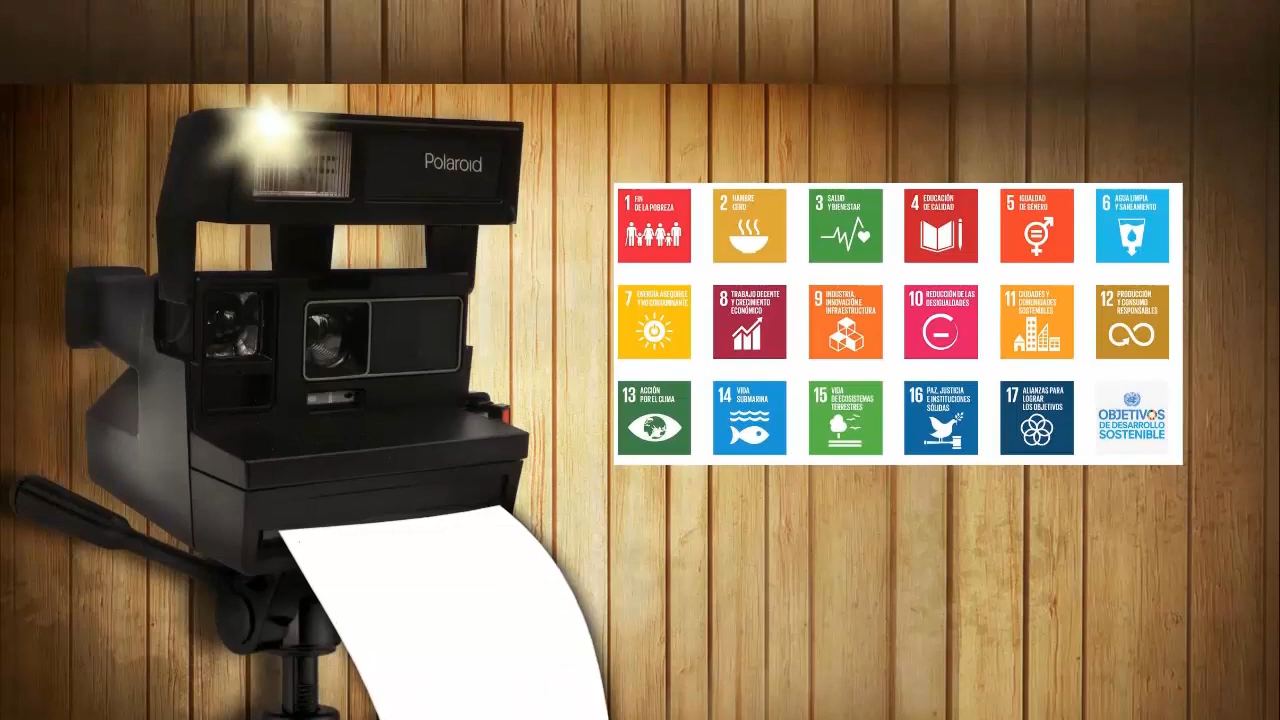 Polaroid
1 FIN
DE LA POBREZA
2 HAMBRE
CERO
3 SALUD
Y BIENESTAR
4 EDUCACIÓN
DE CALIDAD
5 IGUALDAD
DE GÉNERO
6 AGUA LIMPIA
Y SANEAMIENTO
7 ENERGÍA ASEQUIBLE
Y NO CONTAMINANTE
8 TRABAJO DECENTE
Y CRECIMIENTO
ECONÓMICO
9 INDUSTRIA,
INNOVACIÓN E
INFRAESTRUCTURA
10 REDUCCIÓN DE LAS
DESIGUALDADES
11 CIUDADES Y
COMUNIDADES
SOSTENIBLES
12 PRODUCCIÓN
Y CONSUMO
RESPONSABLES
13 ACCIÓN
POR EL CLIMA
14 VIDA
SUBMARINA
15 VIDA
DE ECOSISTEMAS
TERRESTRES
16 PAZ, JUSTICIA
E INSTITUCIONES
SÓLIDAS
17 ALIANZAS PARA
LOGRAR
LOS OBJETIVOS
OBJETIVOS
DE DESARROLLO
SOSTENIBLE